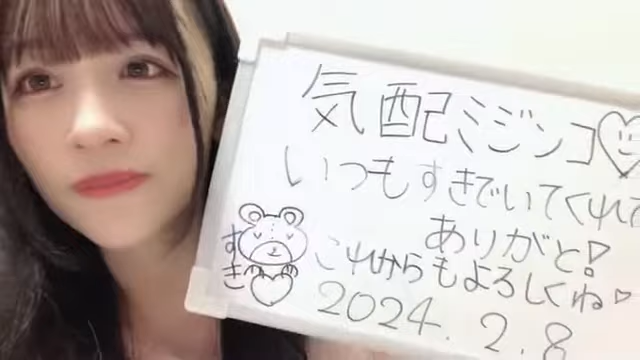 気配ミジンコ♡
いつもすきでいてくれて
ありがと!
これからもよろしくね♡
すき
2024.2.8